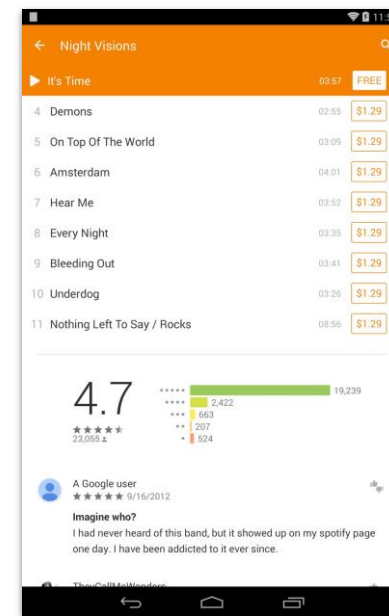 11:5
Night Visions
It's Time 03:57 FREE
4 Demons 02:55 $1.29
5 On Top Of The World 03:09 $1.29
6 Amsterdam 04:01 $1.29
7 Hear Me 03:52 $1.29
8 Every Night 03:35 $1.29
9 Bleeding Out 03:41 $1.29
10 Underdog 03:26 $1.29
11 Nothing Left To Say / Rocks 08:56 $1.29
4.7
19,239
2,422
663
207
524
23,055
A Google user
9/16/2012
Imagine who?
I had never heard of this band, but it showed up on my spotify page
one day. I have been addicted to it ever since.